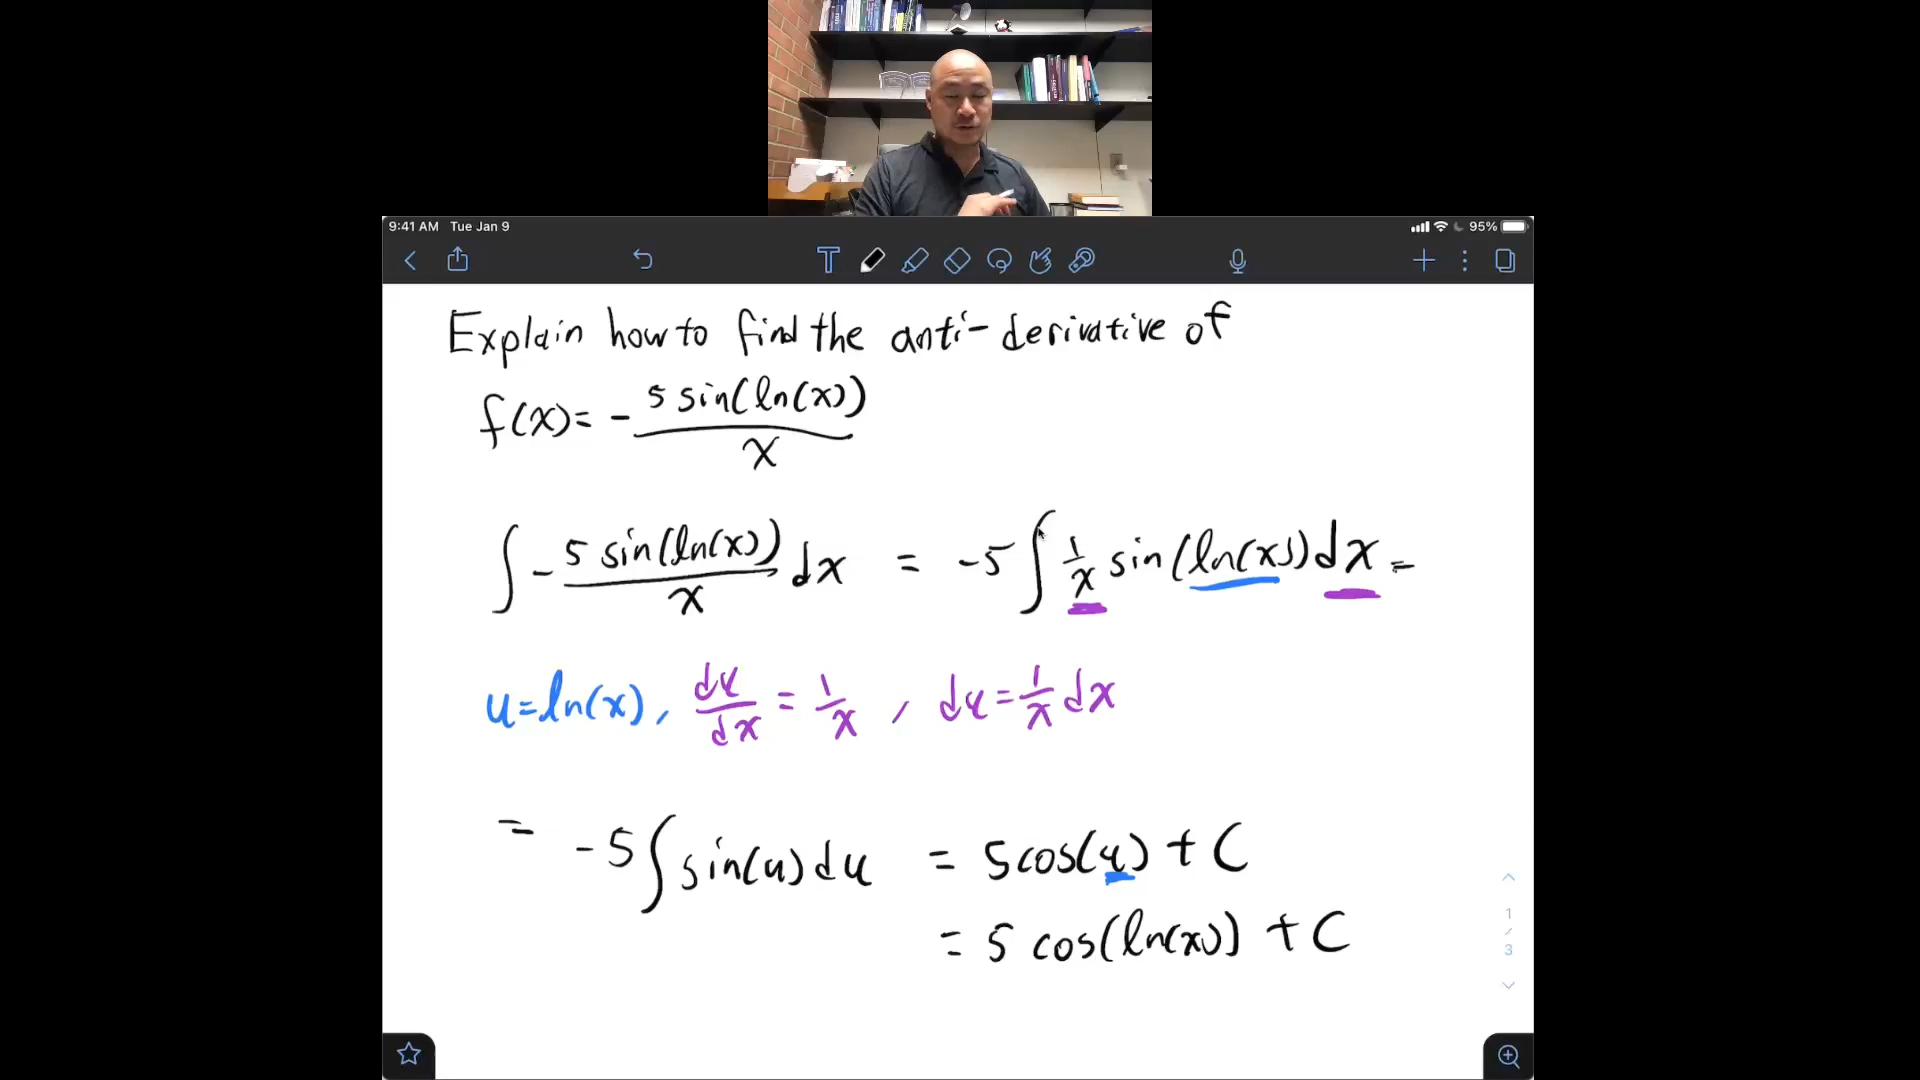 9:41 AM Tue Jan 9 95%
Explain how to find the anti-derivative of
f(x)= - 5 sin(ln(x)) / x
∫ - 5 sin(ln(x)) / x dx = -5 ∫ 1/x sin(ln(x)) dx =
u=ln(x), du/dx = 1/x , du = 1/x dx
= -5 ∫ sin(u) du = 5cos(u) + C
= 5 cos(ln(x)) + C
1
/
3